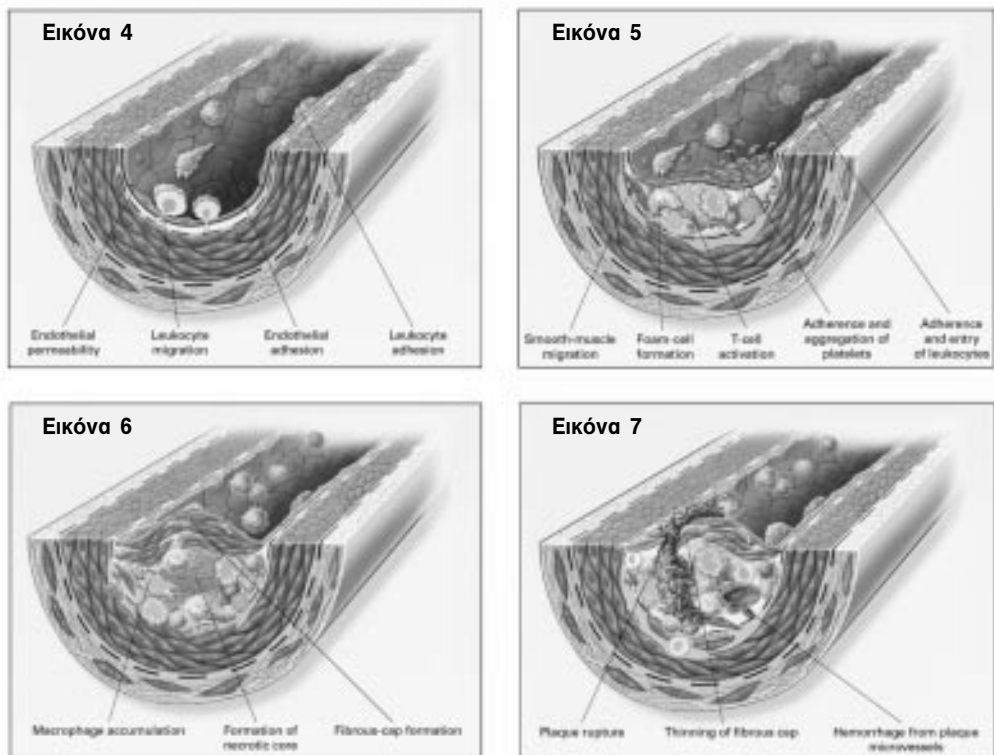 Εικόνα 4
Endothelial permeability
Leukocyte migration
Endothelial adhesion
Leukocyte adhesion
Εικόνα 5
Smooth-muscle migration
Foam-cell formation
T-cell activation
Adherence and aggregation of platelets
Adherence and entry of leukocytes
Εικόνα 6
Macrophage accumulation
Formation of necrotic core
Fibrous-cap formation
Εικόνα 7
Plaque rupture
Thinning of fibrous cap
Hemorrhage from plaque microvessels